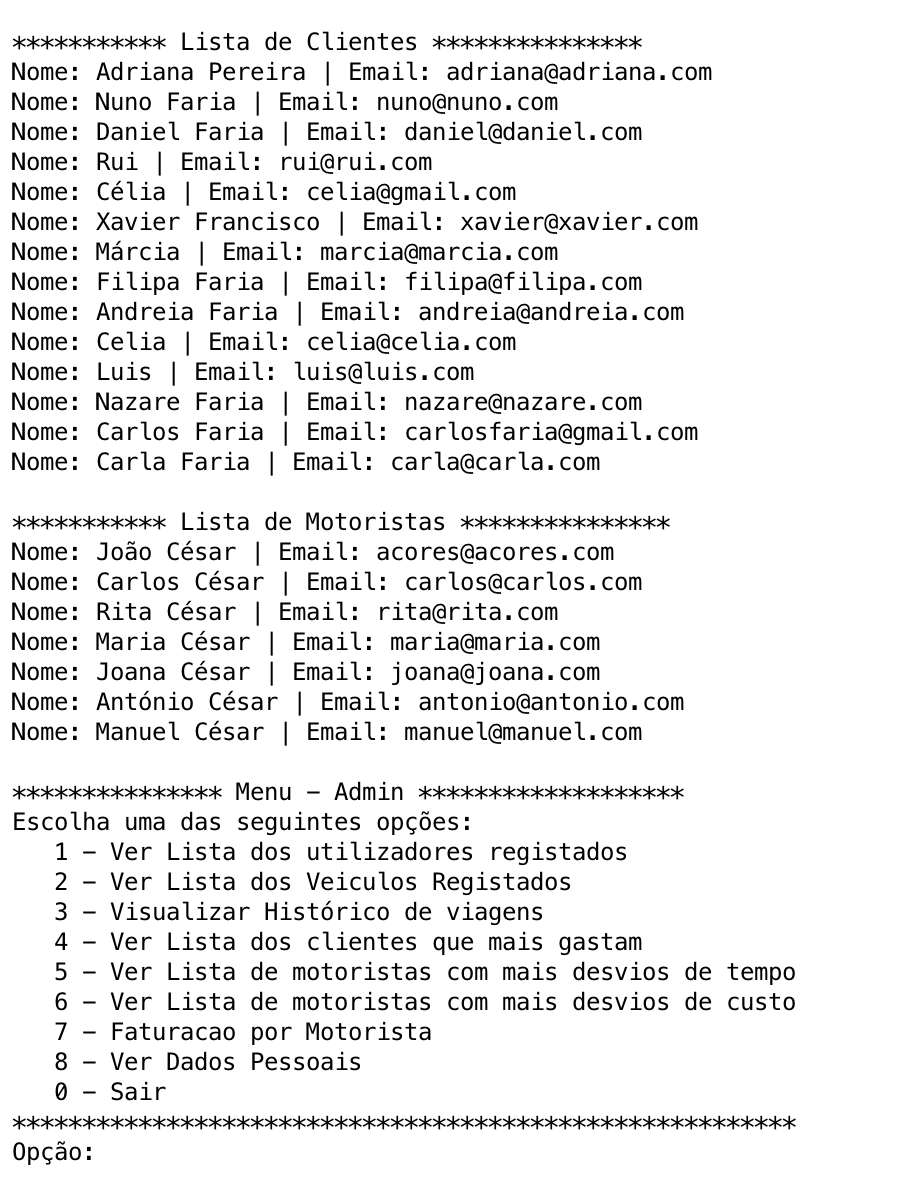 *********** Lista de Clientes ***************
Nome: Adriana Pereira | Email: adriana@adriana.com
Nome: Nuno Faria | Email: nuno@nuno.com
Nome: Daniel Faria | Email: daniel@daniel.com
Nome: Rui | Email: rui@rui.com
Nome: Célia | Email: celia@gmail.com
Nome: Xavier Francisco | Email: xavier@xavier.com
Nome: Márcia | Email: marcia@marcia.com
Nome: Filipa Faria | Email: filipa@filipa.com
Nome: Andreia Faria | Email: andreia@andreia.com
Nome: Celia | Email: celia@celia.com
Nome: Luis | Email: luis@luis.com
Nome: Nazare Faria | Email: nazare@nazare.com
Nome: Carlos Faria | Email: carlosfaria@gmail.com
Nome: Carla Faria | Email: carla@carla.com
*********** Lista de Motoristas ***************
Nome: João César | Email: acores@acores.com
Nome: Carlos César | Email: carlos@carlos.com
Nome: Rita César | Email: rita@rita.com
Nome: Maria César | Email: maria@maria.com
Nome: Joana César | Email: joana@joana.com
Nome: António César | Email: antonio@antonio.com
Nome: Manuel César | Email: manuel@manuel.com
*************** Menu - Admin *******************
Escolha uma das seguintes opções:
1 - Ver Lista dos utilizadores registados
2 - Ver Lista dos Veiculos Registados
3 - Visualizar Histórico de viagens
4 - Ver Lista dos clientes que mais gastam
5 - Ver Lista de motoristas com mais desvios de tempo
6 - Ver Lista de motoristas com mais desvios de custo
7 - Faturacao por Motorista
8 - Ver Dados Pessoais
0 - Sair
********************************************************
Opção: